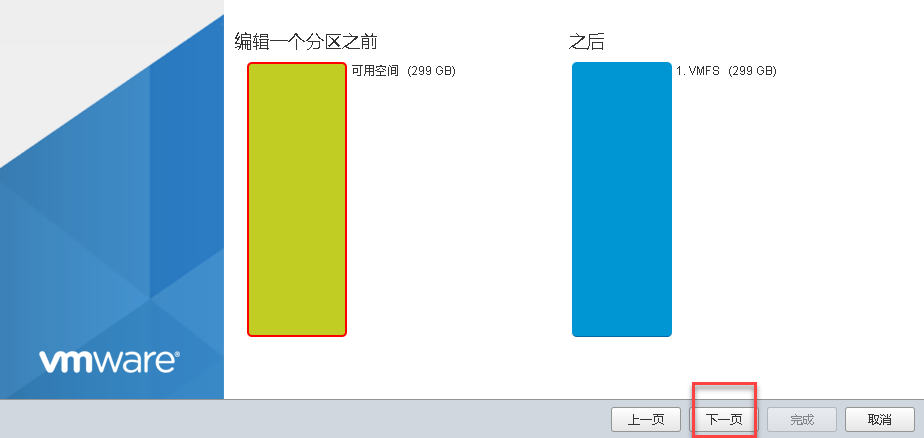 编辑一个分区之前
之后
可用空间 (299 GB)
1. VMFS (299 GB)
vmware®
上一页
下一页
完成
取消